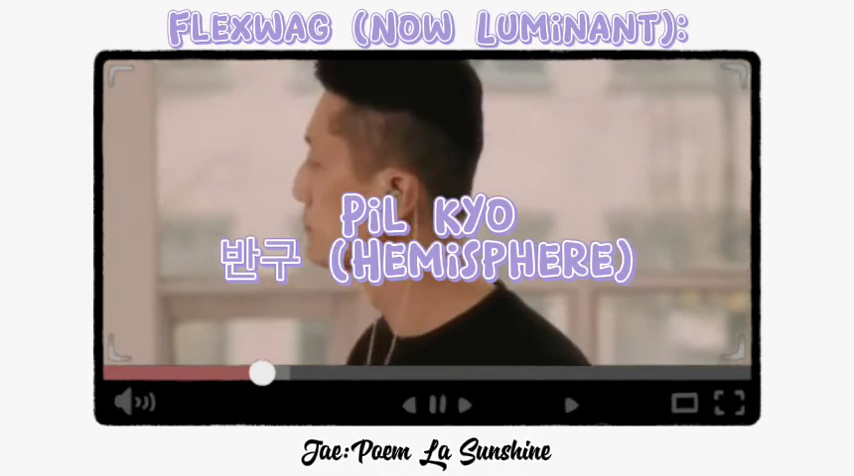 FLEXWAG (NOW LUMINANT):
PIL KYO
반구 (HEMISPHERE)
Jae:Poem La Sunshine